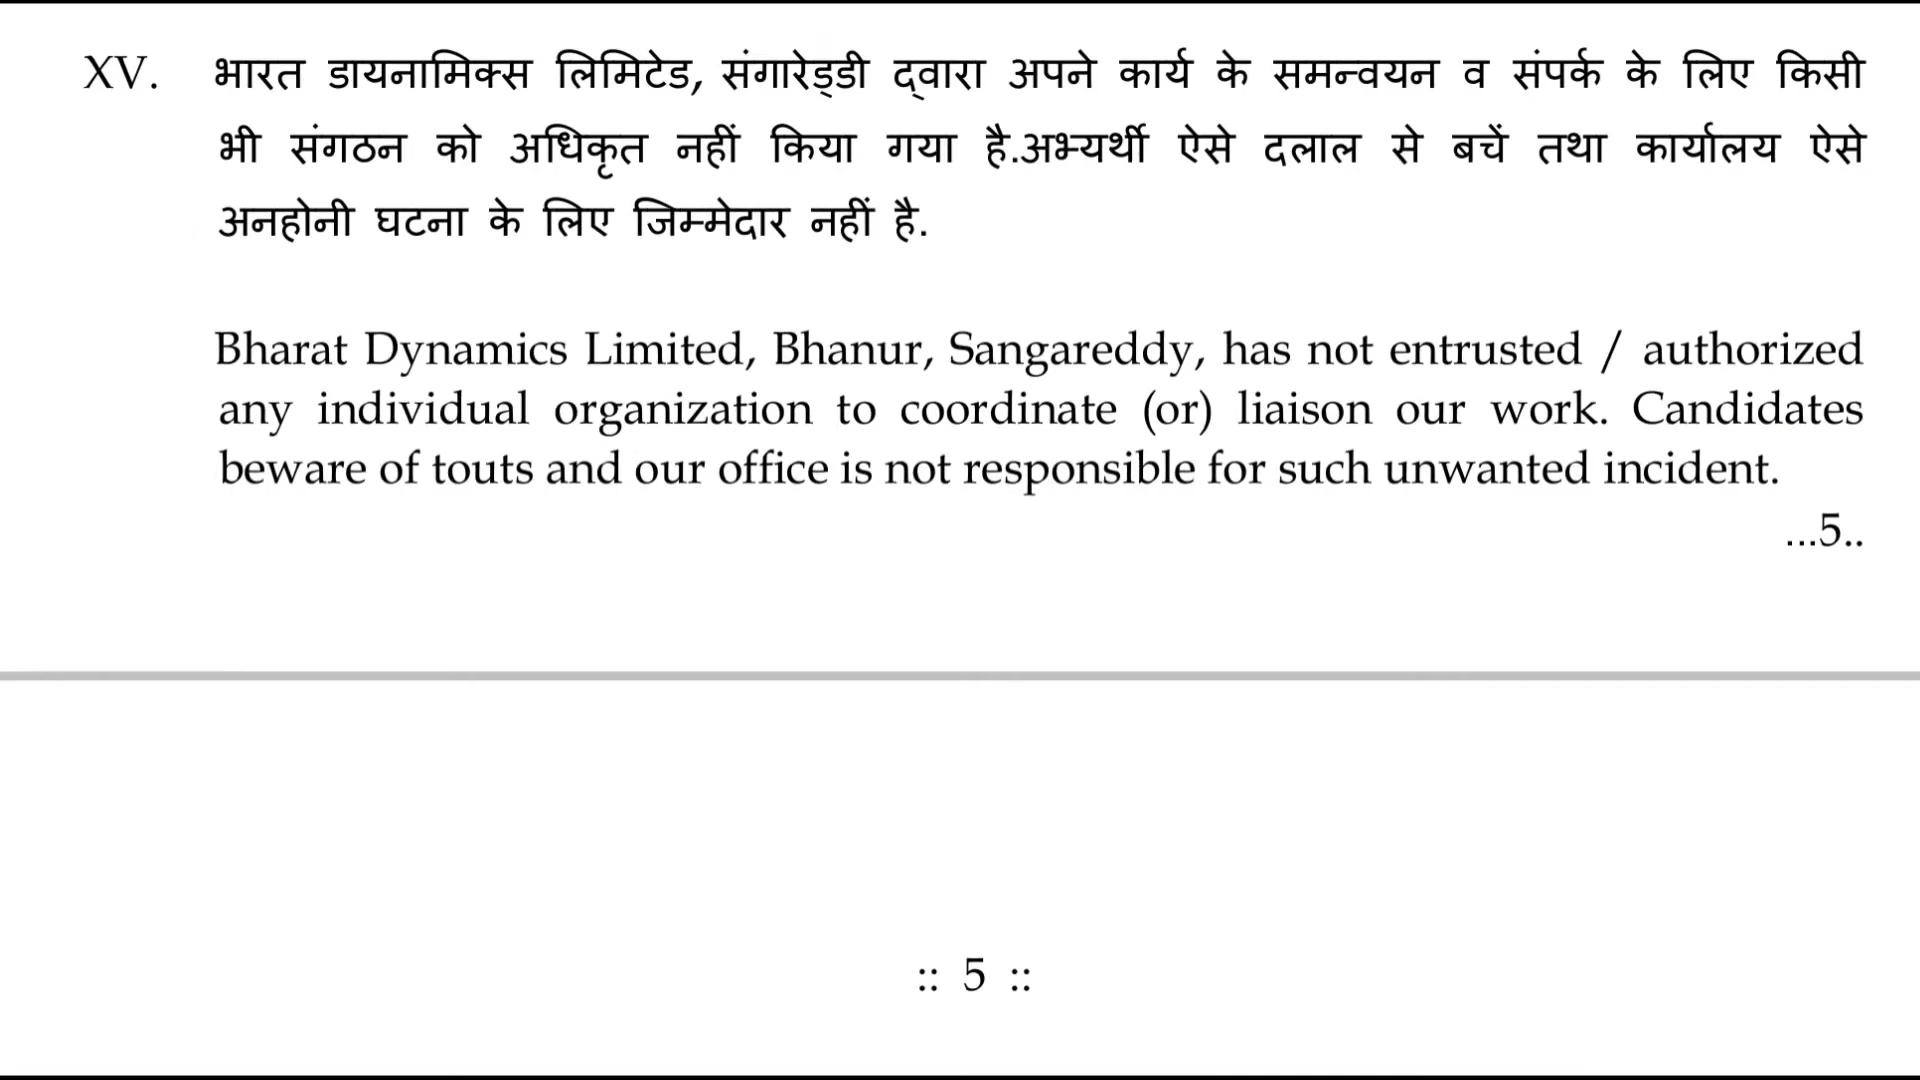 XV. भारत डायनामिक्स लिमिटेड, संगारेड्डी द्वारा अपने कार्य के समन्वयन व संपर्क के लिए किसी
भी संगठन को अधिकृत नहीं किया गया है.अभ्यर्थी ऐसे दलाल से बचें तथा कार्यालय ऐसे
अनहोनी घटना के लिए जिम्मेदार नहीं है.
Bharat Dynamics Limited, Bhanur, Sangareddy, has not entrusted / authorized
any individual organization to coordinate (or) liaison our work. Candidates
beware of touts and our office is not responsible for such unwanted incident.
...5..
:: 5 ::